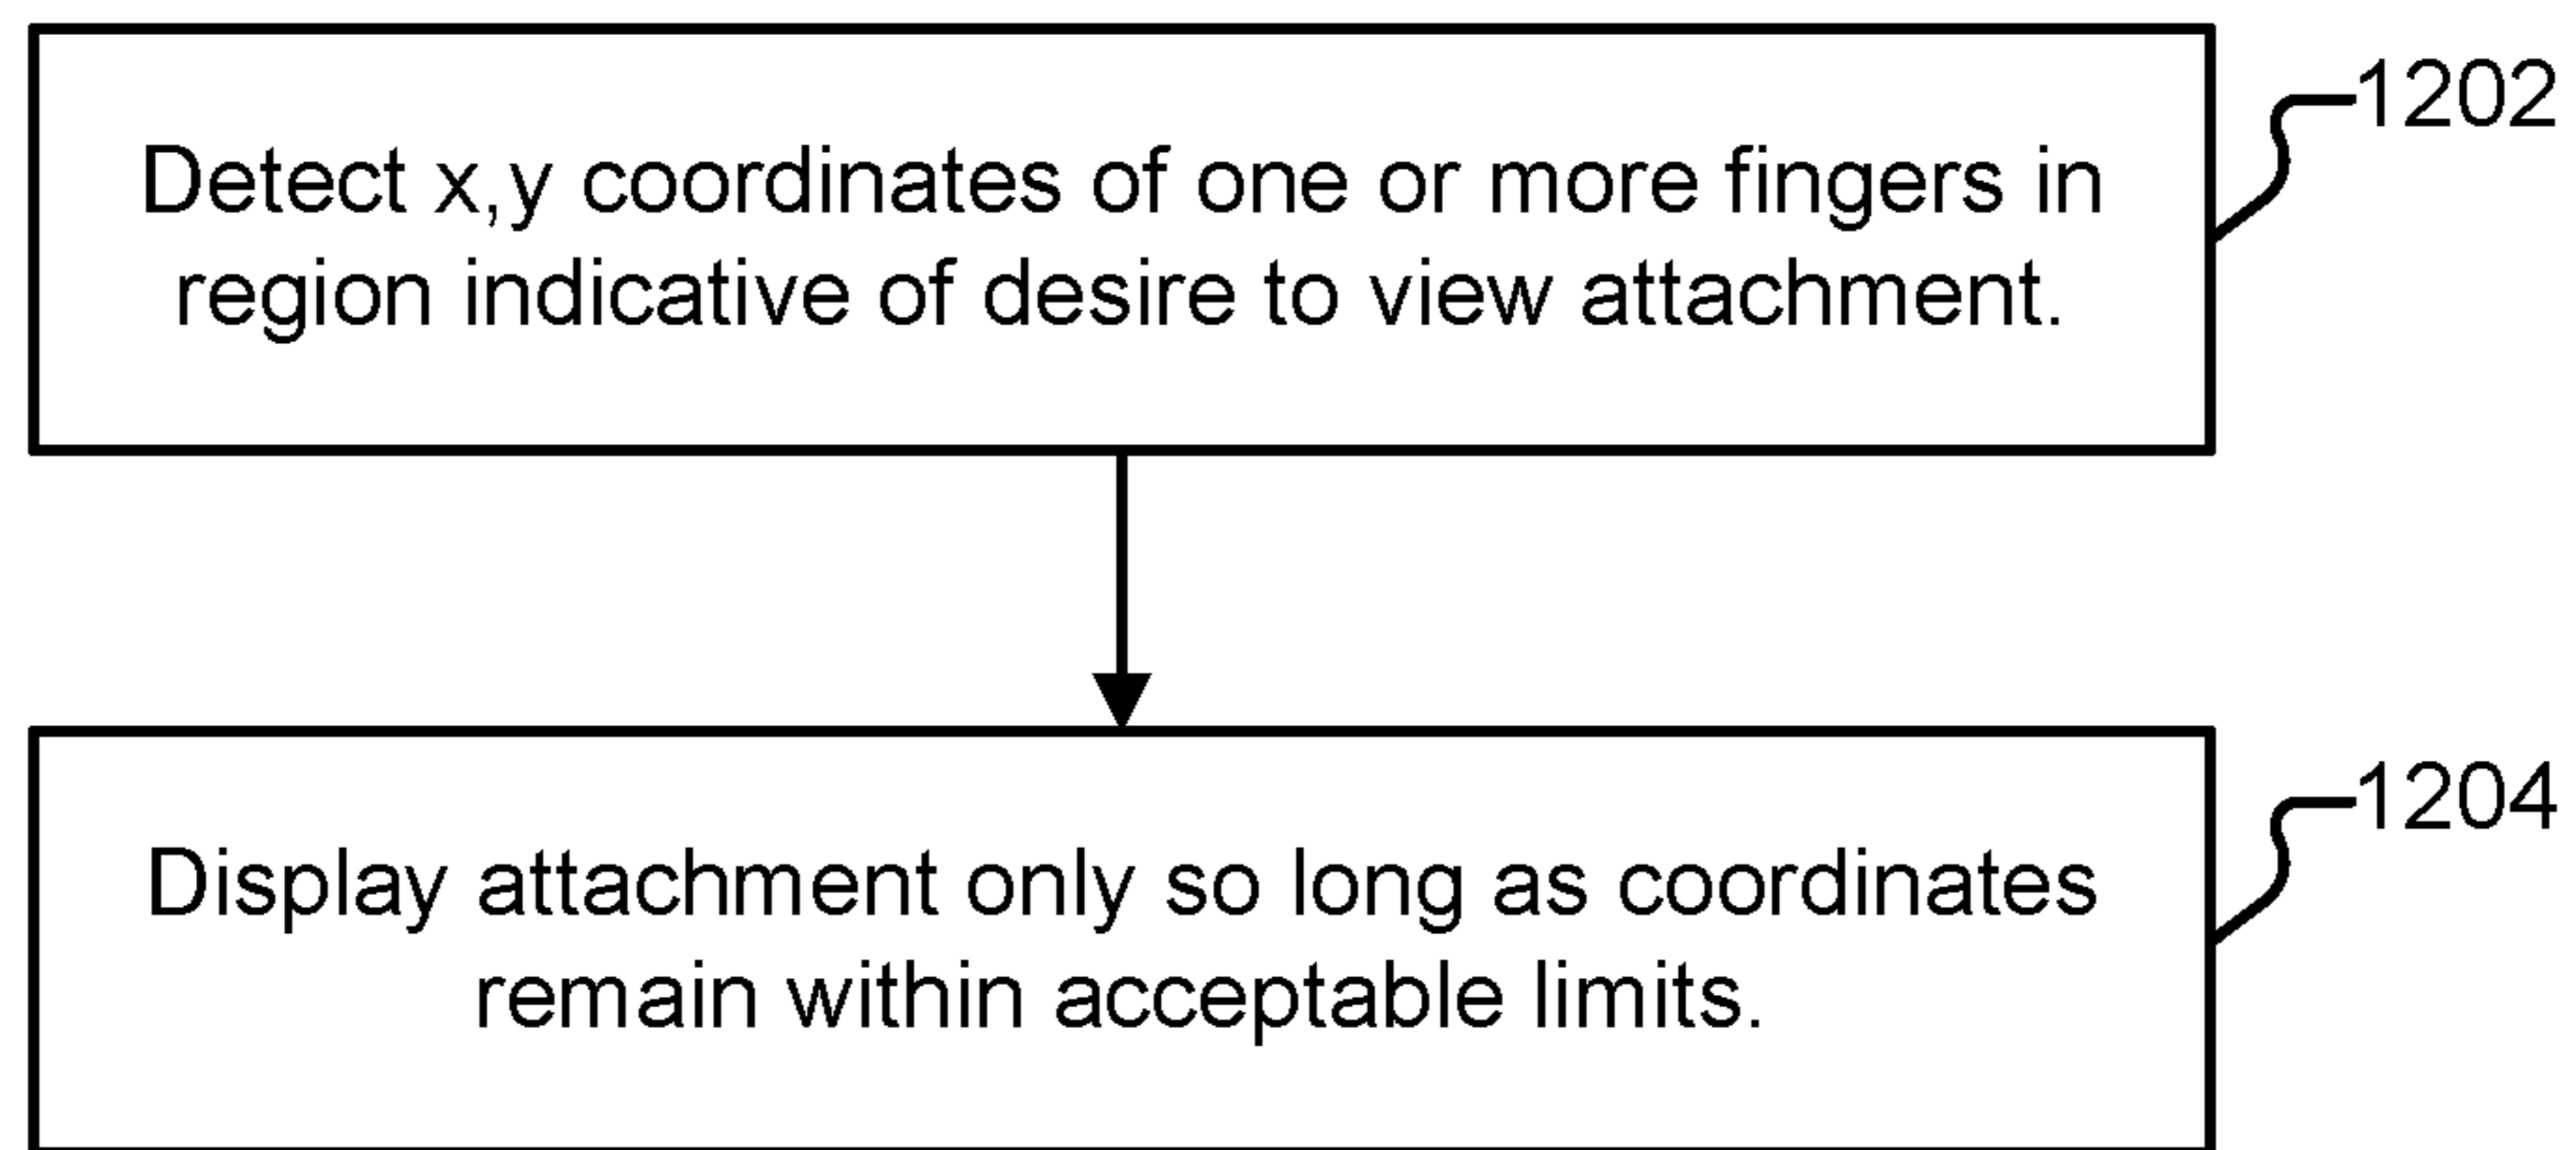 1202
Detect x,y coordinates of one or more fingers in
region indicative of desire to view attachment.
1204
Display attachment only so long as coordinates
remain within acceptable limits.